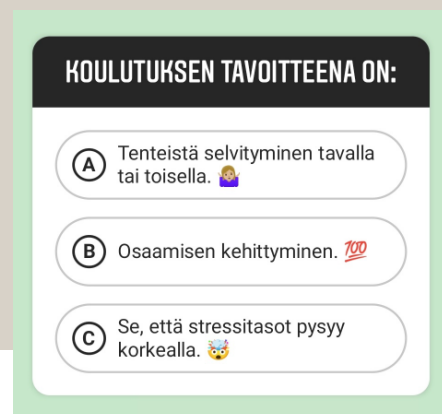 KOULUTUKSEN TAVOITTEENA ON:
A
Tenteistä selvityminen tavalla
tai toisella. 🤷🏼‍♀️
B
Osaamisen kehittyminen. 💯
C
Se, että stressitasot pysyy
korkealla. 🤯